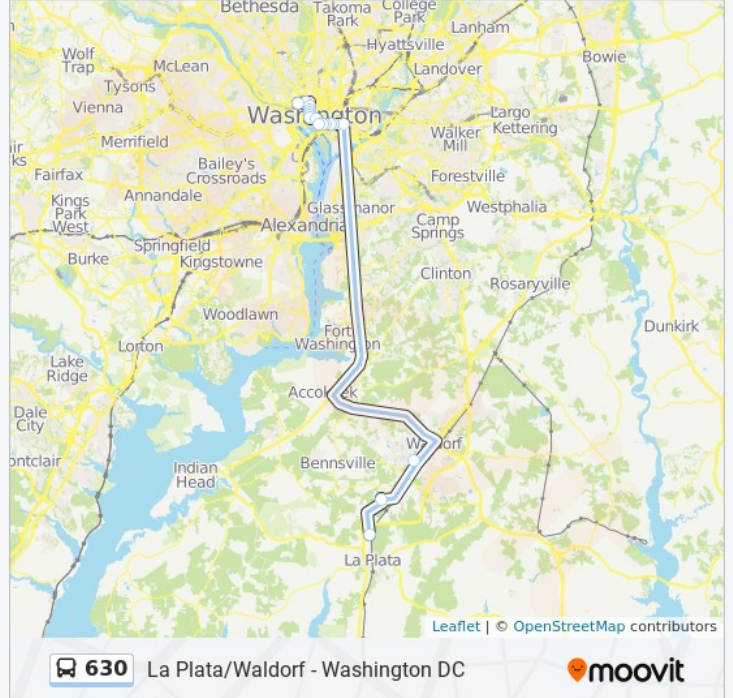 Bethesda
Takoma
Park
College
Park
Lanham
Hyattsville
Wolf
Trap
McLean
Landover
Bowie
Tysons
Vienna
Washington
Largo
Kettering
Walker
Mill
Merrifield
Bailey's
Crossroads
Fairfax
Forestville
Annandale
Kings
Park
West
Glassmanor
Westphalia
Camp
Springs
Alexandria
Springfield
Burke
Kingstowne
Clinton
Rosaryville
Woodlawn
Dunkirk
Fort
Washington
Lorton
Lake
Ridge
Accokeek
Dale
City
Waldorf
ontclair
Bennsville
Indian
Head
La Plata
Leaflet | © OpenStreetMap contributors
630 La Plata/Waldorf - Washington DC
moovit